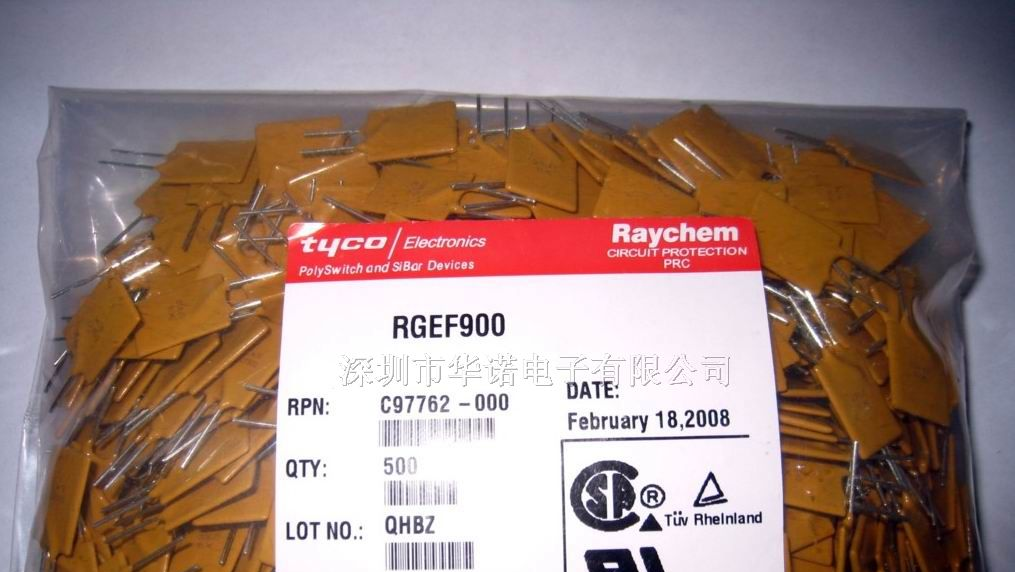 tyco / Electronics
PolySwitch and SiBar Devices
Raychem
CIRCUIT PROTECTION
PRC
RGEF900
深圳市华诺电子有限公司
RPN: C97762-000
DATE:
February 18,2008
QTY: 500
LOT NO.: QHBZ
SP ® Tüv Rheinland